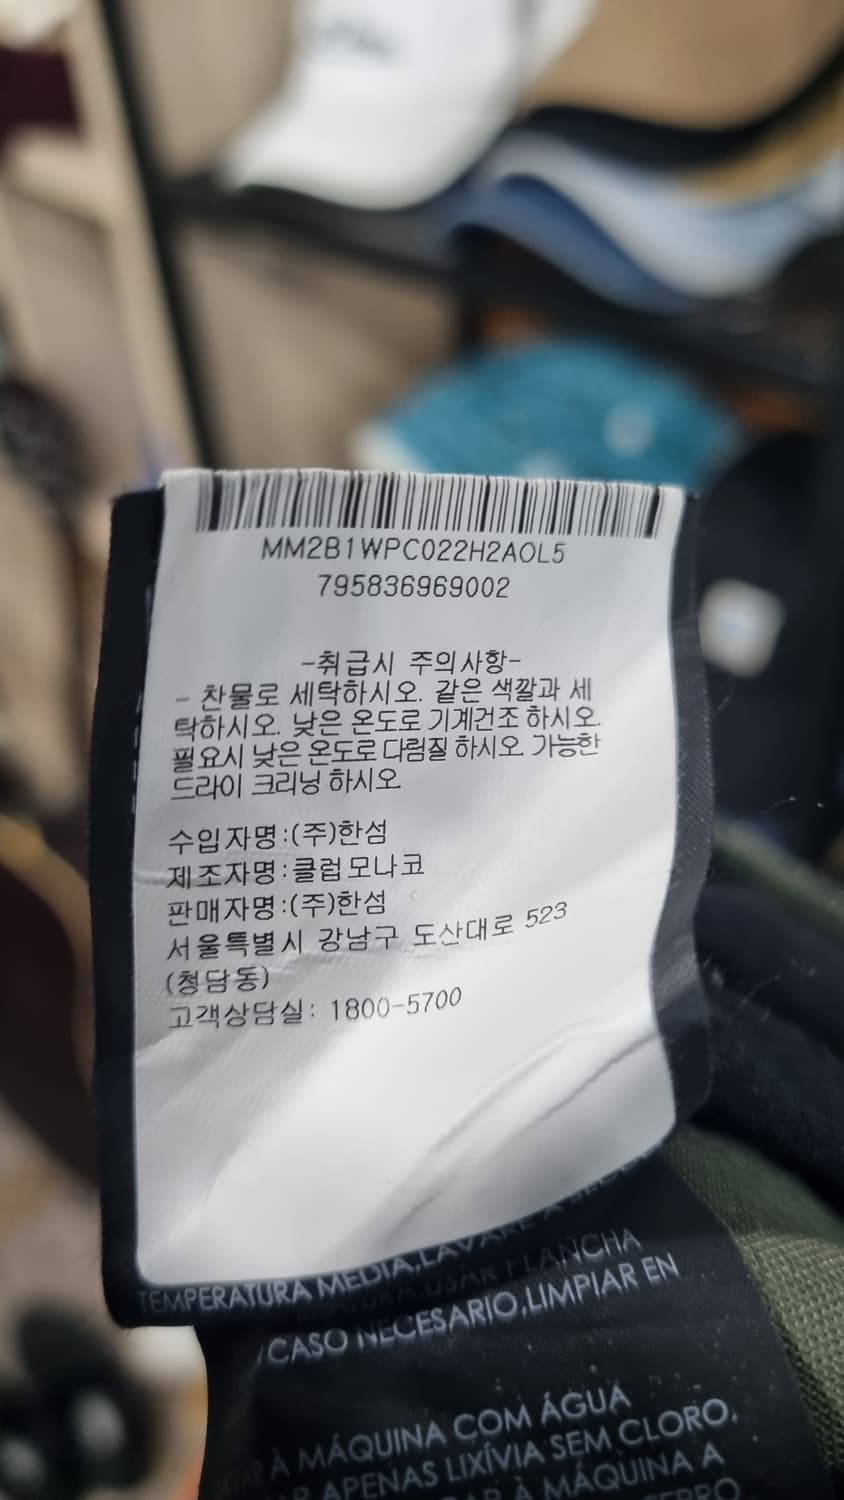 MM2B1WPC022H2AOL5
795836969002
-취급시 주의사항-
- 찬물로 세탁하시오. 같은 색깔과 세
탁하시오. 낮은 온도로 기계건조 하시오.
필요시 낮은 온도로 다림질 하시오. 가능한
드라이 크리닝 하시오.
수입자명:(주)한섬
제조자명:클럽모나코
판매자명:(주)한섬
서울특별시 강남구 도산대로 523
(청담동)
고객상담실: 1800-5700
TEMPERATURA MEDIA,LAVARE A
USAR PLANCHA
CASO NECESARIO,LIMPIAR EN
À MÁQUINA COM ÁGUA
APENAS LIXÍVIA SEM CLORO,
À MÁQUINA A